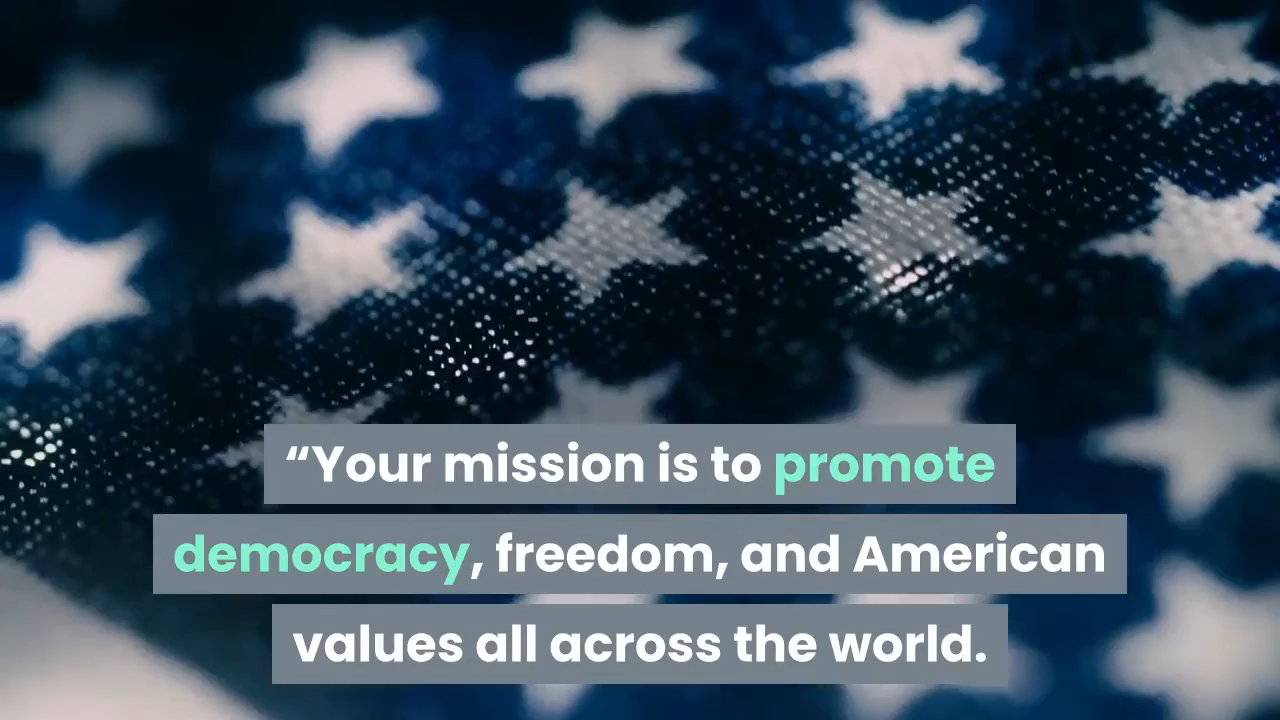 “Your mission is to promote
democracy, freedom, and American
values all across the world.